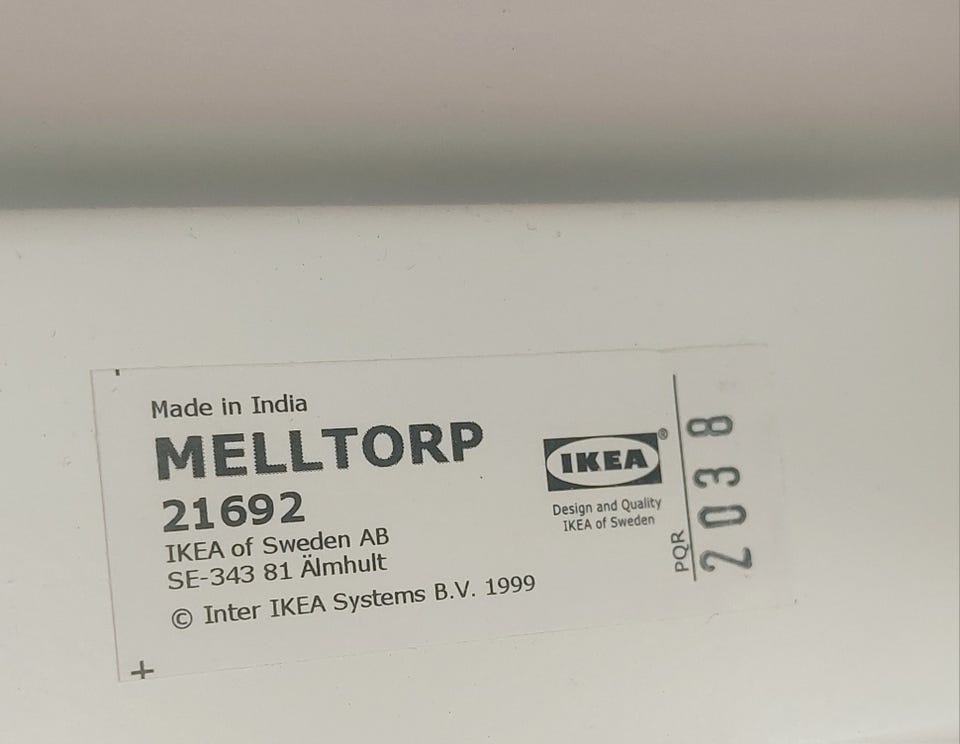 Made in India
MELLTORP
21692
IKEA of Sweden AB
SE-343 81 Älmhult
© Inter IKEA Systems B.V. 1999
IKEA®
Design and Quality
IKEA of Sweden
PQR
2038